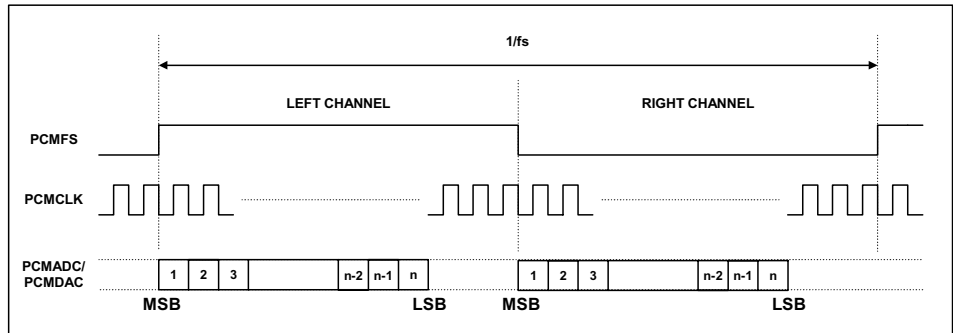 1/fs
LEFT CHANNEL RIGHT CHANNEL
PCMFS
PCMCLK
PCMADC/
PCMDAC
1 2 3 n-2 n-1 n 1 2 3 n-2 n-1 n
MSB LSB MSB LSB